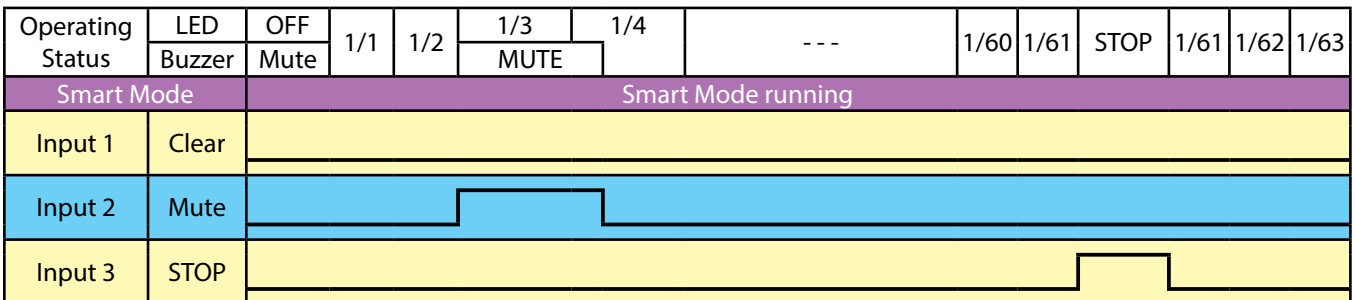 Operating Status LED OFF 1/1 1/2 1/3 1/4 - - - 1/60 1/61 STOP 1/61 1/62 1/63
Buzzer Mute MUTE
Smart Mode Smart Mode running
Input 1 Clear
Input 2 Mute
Input 3 STOP